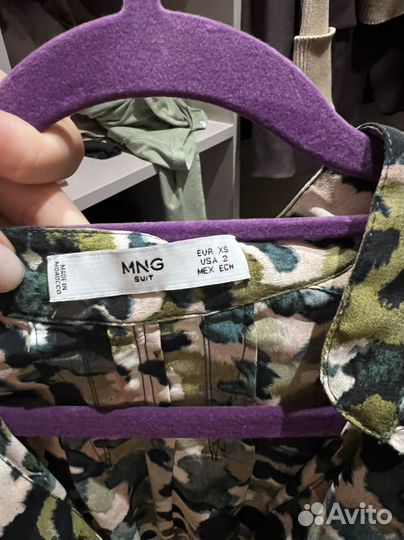 MADE IN
MOROCCO
MNG
SUIT
EUR XS
USA 2
MEX ECH
Avito